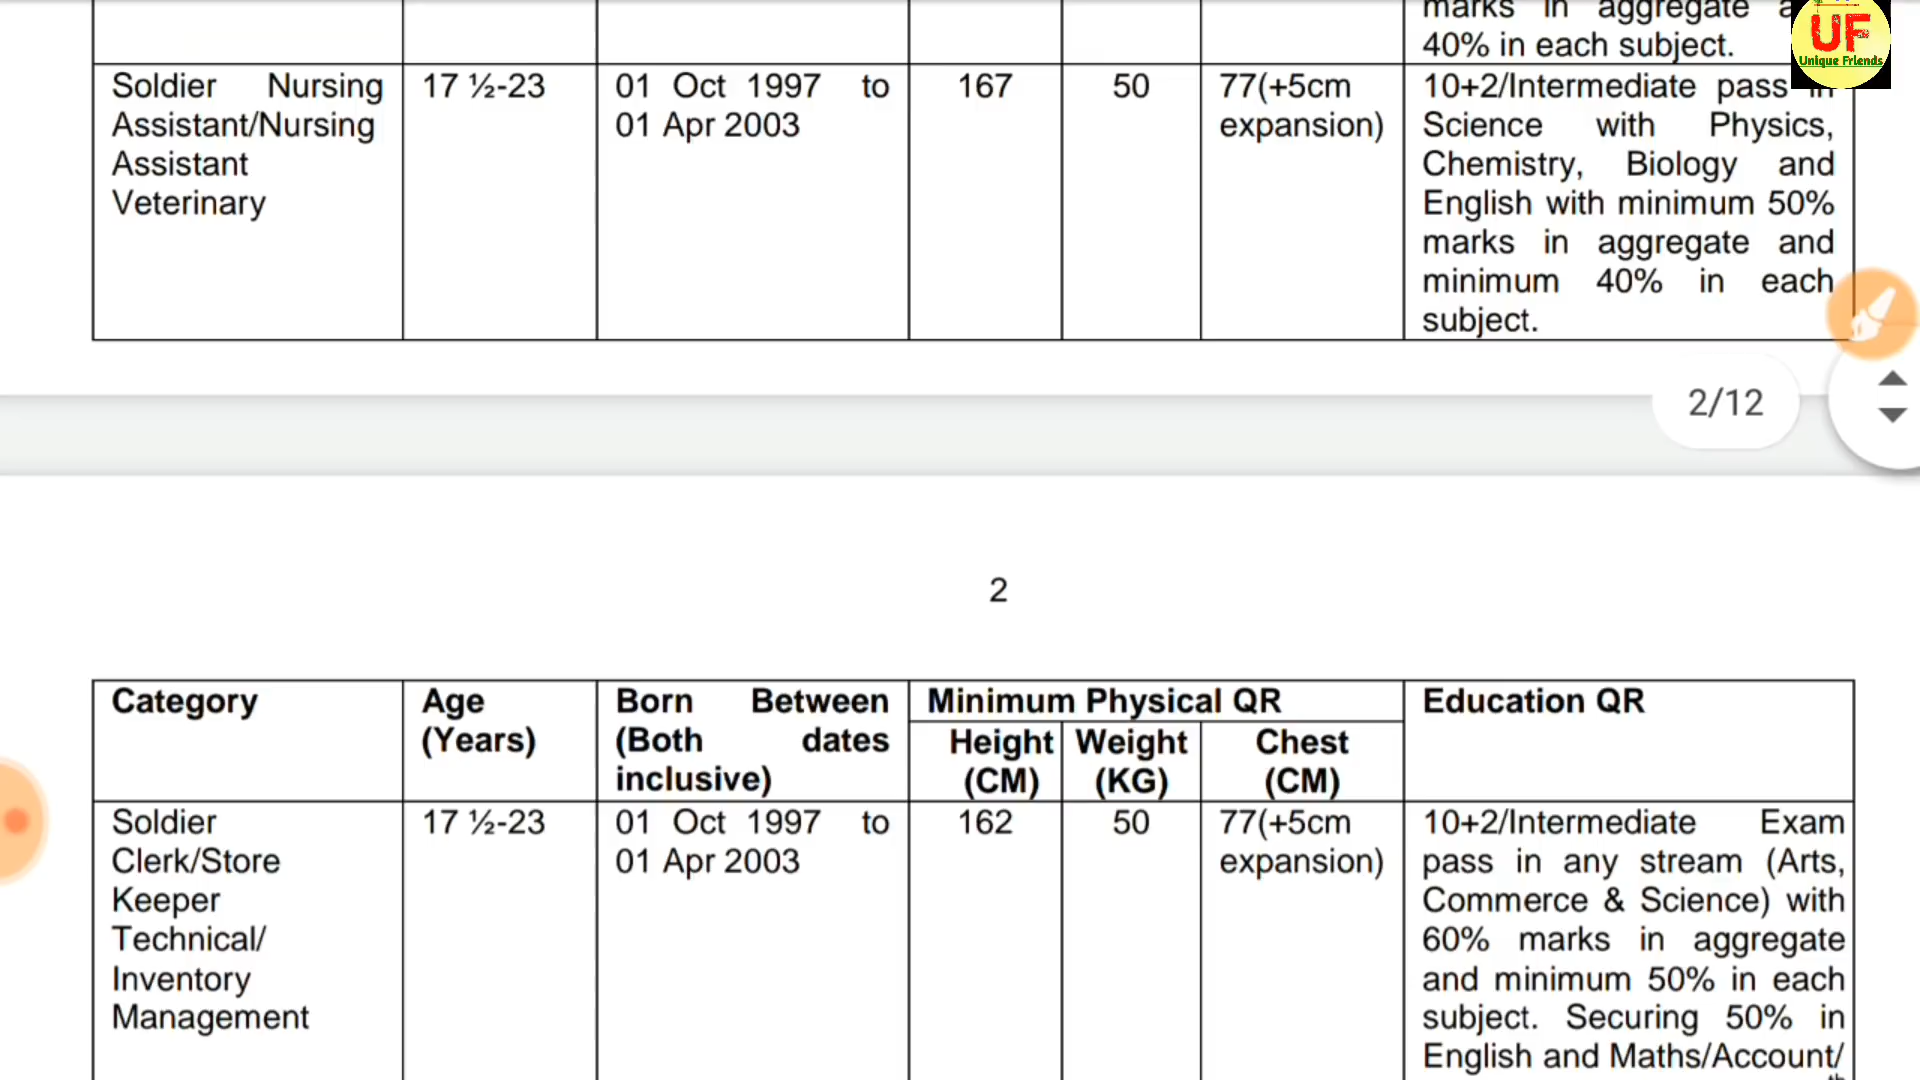 marks in aggregate
40% in each subject.
UF
Unique Friends
Soldier Nursing Assistant/Nursing Assistant Veterinary
17 ½-23
01 Oct 1997 to 01 Apr 2003
167
50
77(+5cm expansion)
10+2/Intermediate pass in
Science with Physics,
Chemistry, Biology and
English with minimum 50%
marks in aggregate and
minimum 40% in each
subject.
2/12
2
Category
Age (Years)
Born Between (Both dates inclusive)
Minimum Physical QR
Height (CM)
Weight (KG)
Chest (CM)
Education QR
Soldier Clerk/Store Keeper Technical/ Inventory Management
17 ½-23
01 Oct 1997 to 01 Apr 2003
162
50
77(+5cm expansion)
10+2/Intermediate Exam
pass in any stream (Arts,
Commerce & Science) with
60% marks in aggregate
and minimum 50% in each
subject. Securing 50% in
English and Maths/Account/